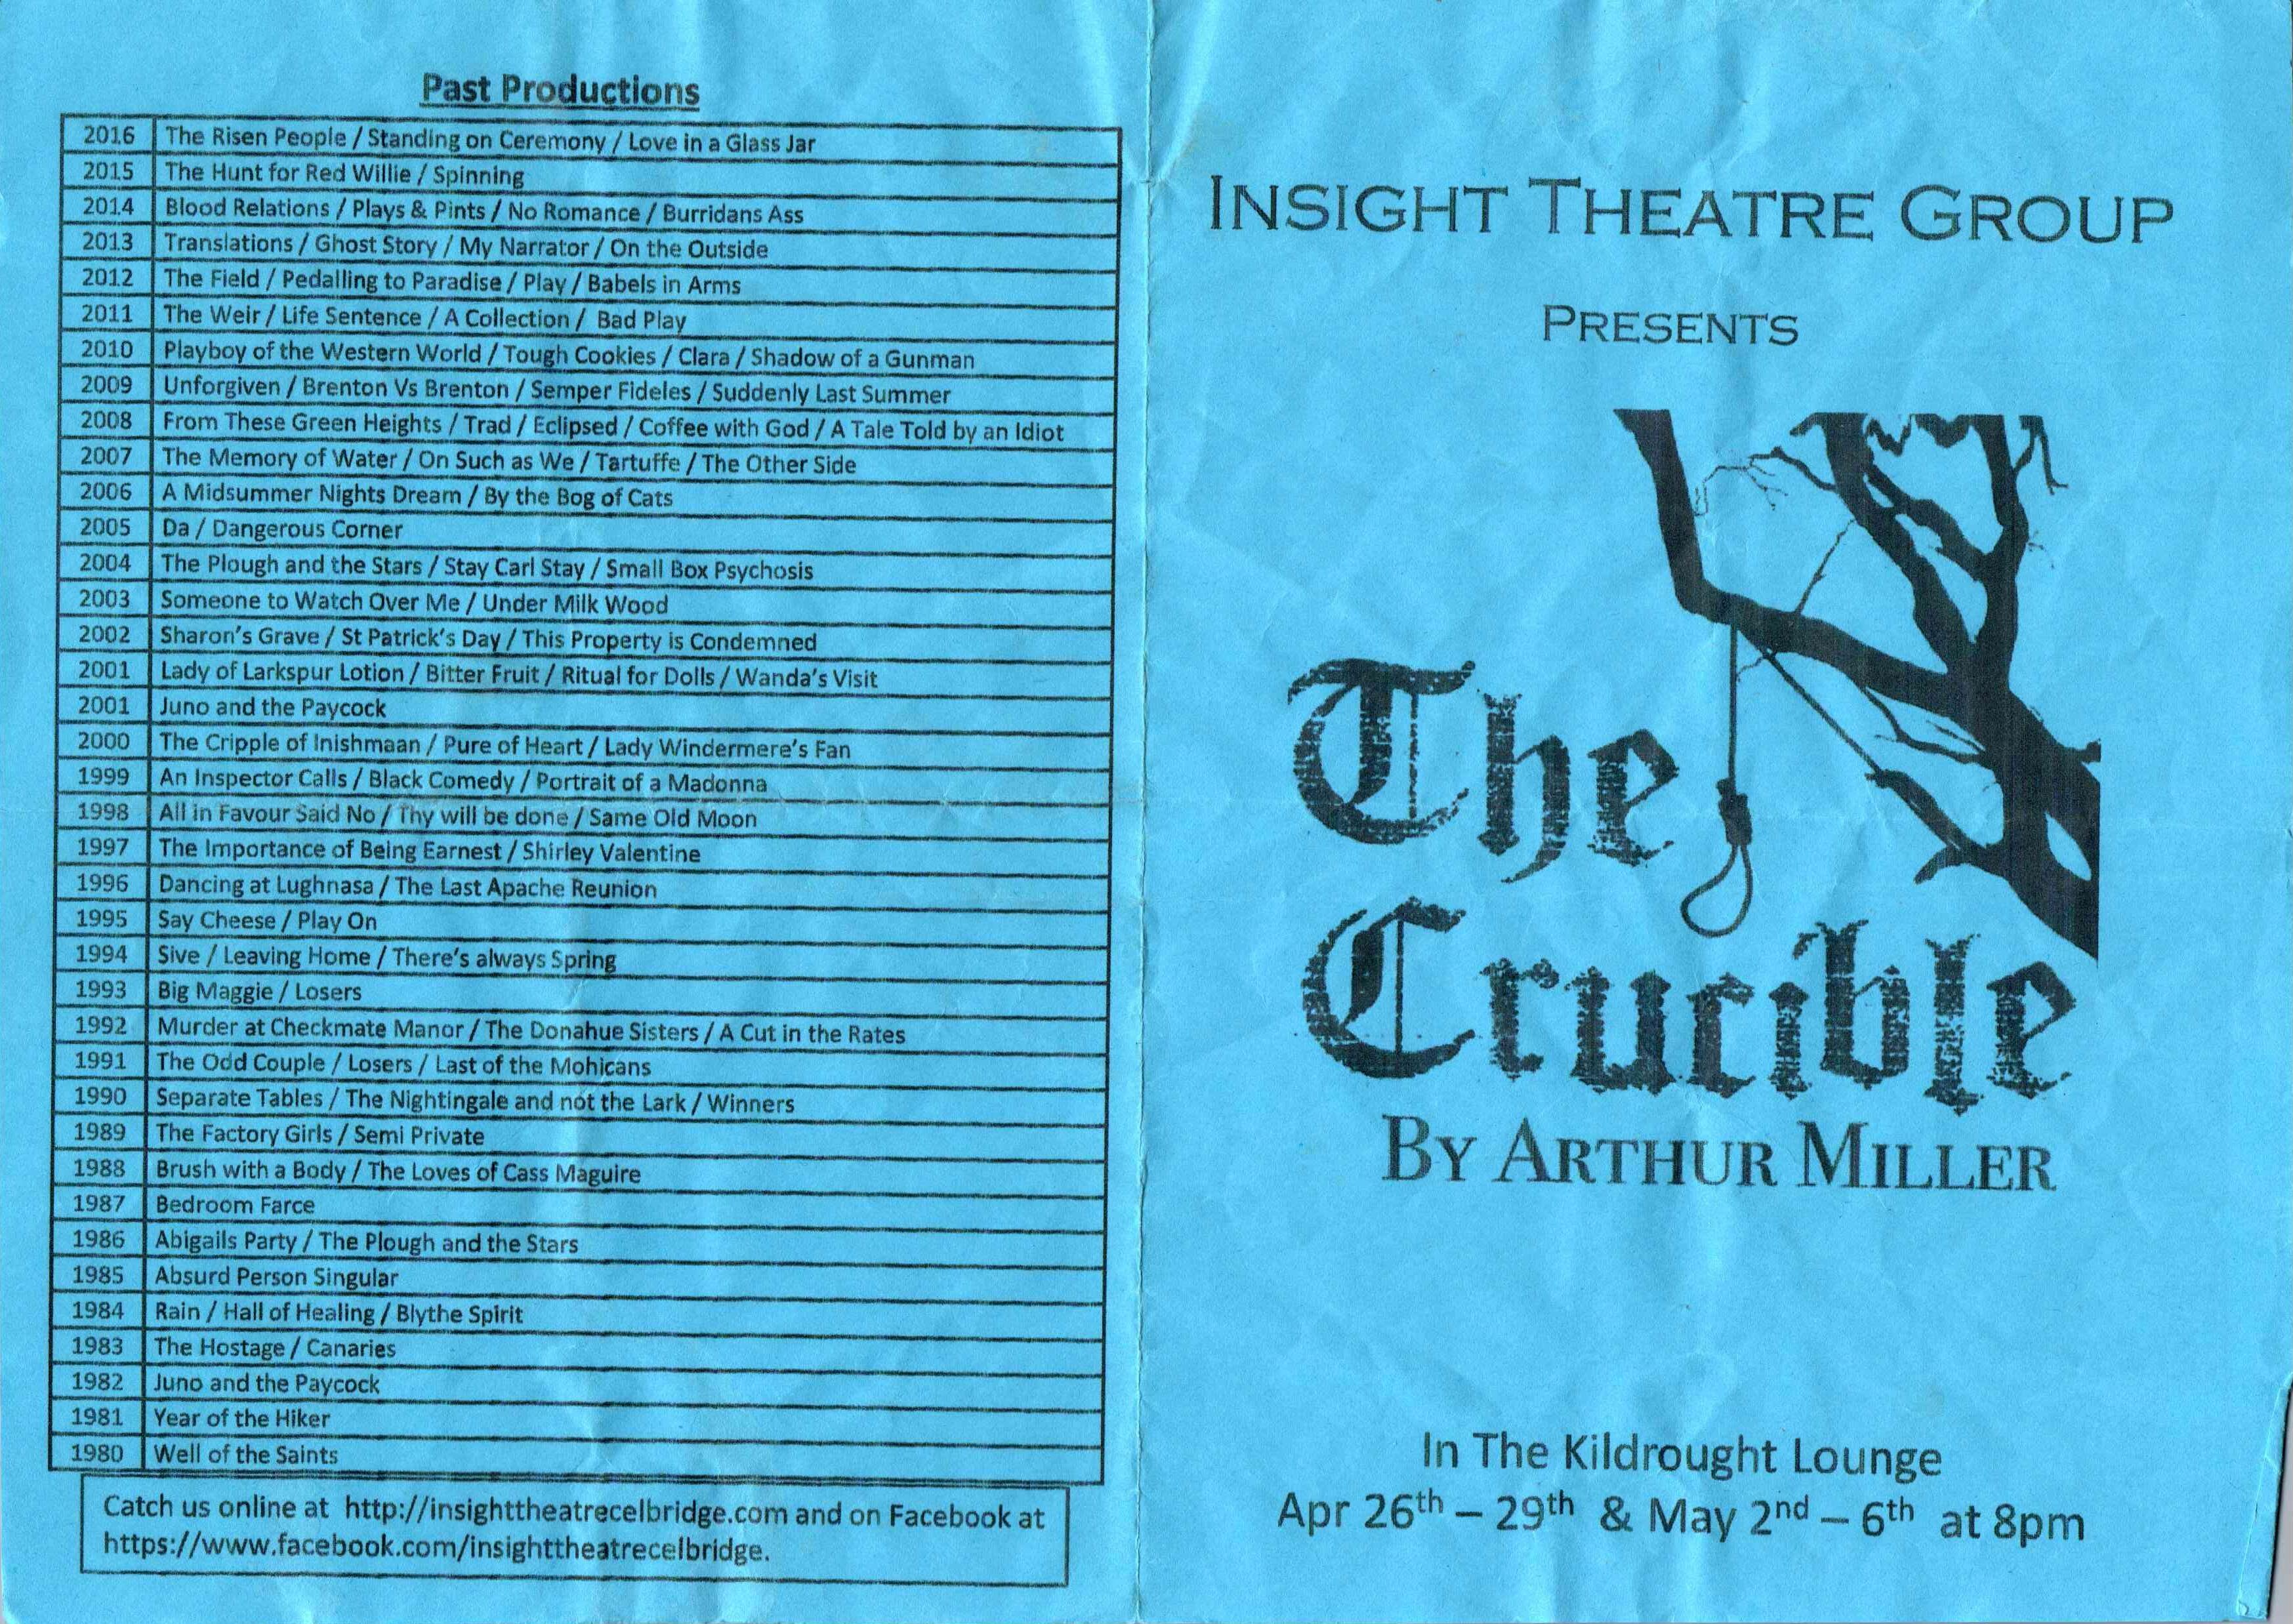 Past Productions
2016 The Risen People / Standing on Ceremony / Love in a Glass Jar
2015 The Hunt for Red Willie / Spinning
2014 Blood Relations / Plays & Pints / No Romance / Burridans Ass
2013 Translations / Ghost Story / My Narrator / On the Outside
2012 The Field / Pedalling to Paradise / Play / Babels in Arms
2011 The Weir / Life Sentence / A Collection / Bad Play
2010 Playboy of the Western World / Tough Cookies / Clara / Shadow of a Gunman
2009 Unforgiven / Brenton Vs Brenton / Semper Fideles / Suddenly Last Summer
2008 From These Green Heights / Trad / Eclipsed / Coffee with God / A Tale Told by an Idiot
2007 The Memory of Water / On Such as We / Tartuffe / The Other Side
2006 A Midsummer Nights Dream / By the Bog of Cats
2005 Da / Dangerous Corner
2004 The Plough and the Stars / Stay Carl Stay / Small Box Psychosis
2003 Someone to Watch Over Me / Under Milk Wood
2002 Sharon's Grave / St Patrick's Day / This Property is Condemned
2001 Lady of Larkspur Lotion / Bitter Fruit / Ritual for Dolls / Wanda's Visit
2001 Juno and the Paycock
2000 The Cripple of Inishmaan / Pure of Heart / Lady Windermere's Fan
1999 An Inspector Calls / Black Comedy / Portrait of a Madonna
1998 All in Favour Said No / Thy will be done / Same Old Moon
1997 The Importance of Being Earnest / Shirley Valentine
1996 Dancing at Lughnasa / The Last Apache Reunion
1995 Say Cheese / Play On
1994 Sive / Leaving Home / There's always Spring
1993 Big Maggie / Losers
1992 Murder at Checkmate Manor / The Donahue Sisters / A Cut in the Rates
1991 The Odd Couple / Losers / Last of the Mohicans
1990 Separate Tables / The Nightingale and not the Lark / Winners
1989 The Factory Girls / Semi Private
1988 Brush with a Body / The Loves of Cass Maguire
1987 Bedroom Farce
1986 Abigails Party / The Plough and the Stars
1985 Absurd Person Singular
1984 Rain / Hall of Healing / Blythe Spirit
1983 The Hostage / Canaries
1982 Juno and the Paycock
1981 Year of the Hiker
1980 Well of the Saints
Catch us online at http://insighttheatrecelbridge.com and on Facebook at
https://www.facebook.com/insighttheatrecelbridge.
INSIGHT THEATRE GROUP
PRESENTS
The
Crucible
BY ARTHUR MILLER
In The Kildrought Lounge
Apr 26th – 29th & May 2nd – 6th at 8pm